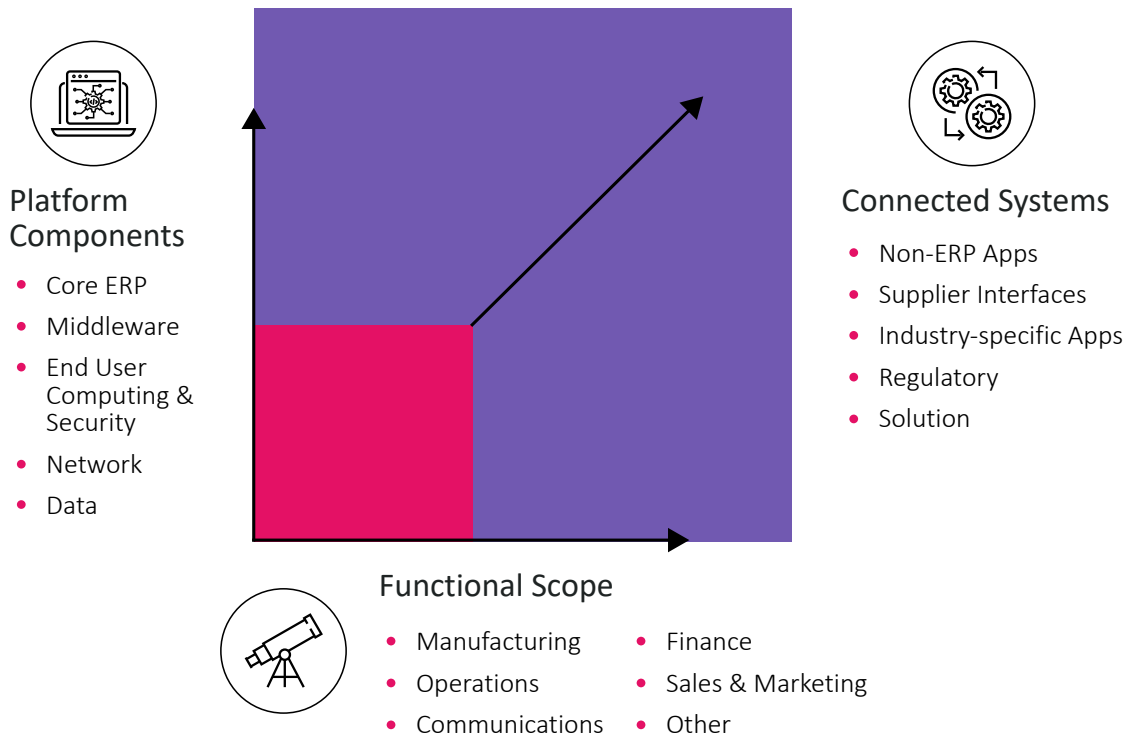 Platform
Components
• Core ERP
• Middleware
• End User
Computing &
Security
• Network
• Data
Connected Systems
• Non-ERP Apps
• Supplier Interfaces
• Industry-specific Apps
• Regulatory
• Solution
Functional Scope
• Manufacturing
• Operations
• Communications
• Finance
• Sales & Marketing
• Other